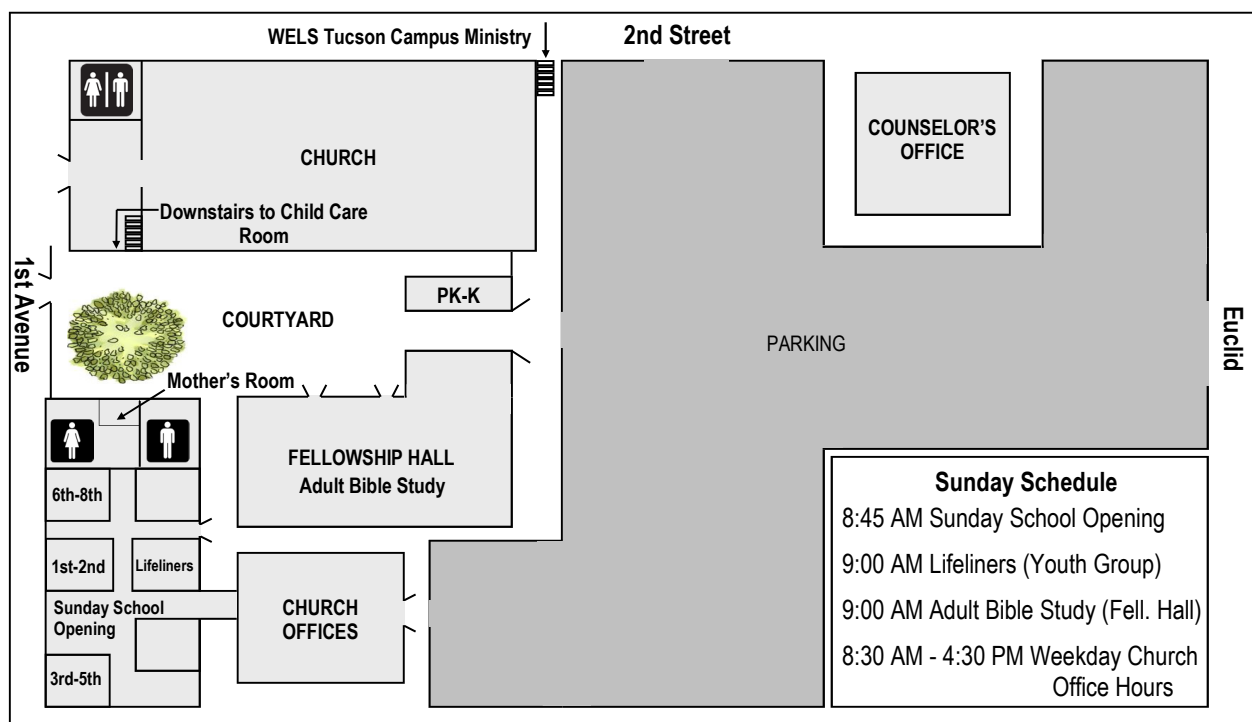 WELS Tucson Campus Ministry
2nd Street
CHURCH
COUNSELOR'S
OFFICE
Downstairs to Child Care
Room
1st Avenue
PK-K
COURTYARD
PARKING
Euclid
Mother's Room
FELLOWSHIP HALL
Adult Bible Study
6th-8th
1st-2nd
Lifeliners
Sunday School
Opening
CHURCH
OFFICES
3rd-5th
Sunday Schedule
8:45 AM Sunday School Opening
9:00 AM Lifeliners (Youth Group)
9:00 AM Adult Bible Study (Fell. Hall)
8:30 AM - 4:30 PM Weekday Church
Office Hours